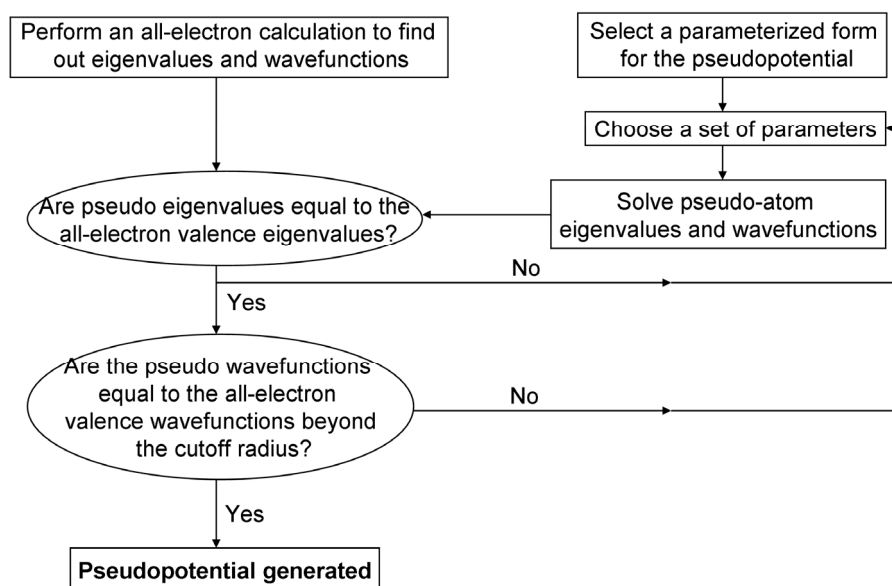 Perform an all-electron calculation to find
out eigenvalues and wavefunctions
Select a parameterized form
for the pseudopotential
Choose a set of parameters
Solve pseudo-atom
eigenvalues and wavefunctions
Are pseudo eigenvalues equal to the
all-electron valence eigenvalues?
No
Yes
Are the pseudo wavefunctions
equal to the all-electron
valence wavefunctions beyond
the cutoff radius?
No
Yes
Pseudopotential generated